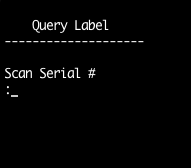 Query Label
--------------------
Scan Serial #
:_